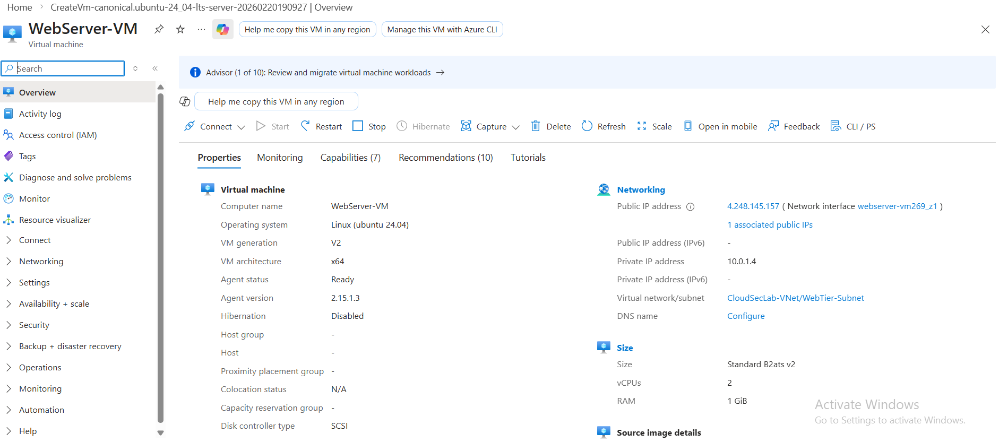 Home > CreateVm-canonical.ubuntu-24_04-lts-server-20260220190927 | Overview
WebServer-VM
Virtual machine
Help me copy this VM in any region
Manage this VM with Azure CLI
Search
Overview
Activity log
Access control (IAM)
Tags
Diagnose and solve problems
Monitor
Resource visualizer
Connect
Networking
Settings
Availability + scale
Security
Backup + disaster recovery
Operations
Monitoring
Automation
Help
Advisor (1 of 10): Review and migrate virtual machine workloads →
Help me copy this VM in any region
Connect Start Restart Stop Hibernate Capture Delete Refresh Scale Open in mobile Feedback CLI / PS
Properties Monitoring Capabilities (7) Recommendations (10) Tutorials
Virtual machine
Computer name WebServer-VM
Operating system Linux (ubuntu 24.04)
VM generation V2
VM architecture x64
Agent status Ready
Agent version 2.15.1.3
Hibernation Disabled
Host group -
Host -
Proximity placement group -
Colocation status N/A
Capacity reservation group -
Disk controller type SCSI
Networking
Public IP address 4.248.145.157 ( Network interface webserver-vm269_z1 )
1 associated public IPs
Public IP address (IPv6) -
Private IP address 10.0.1.4
Private IP address (IPv6) -
Virtual network/subnet CloudSecLab-VNet/WebTier-Subnet
DNS name Configure
Size
Size Standard B2ats v2
vCPUs 2
RAM 1 GiB
Source image details
Activate Windows
Go to Settings to activate Windows.